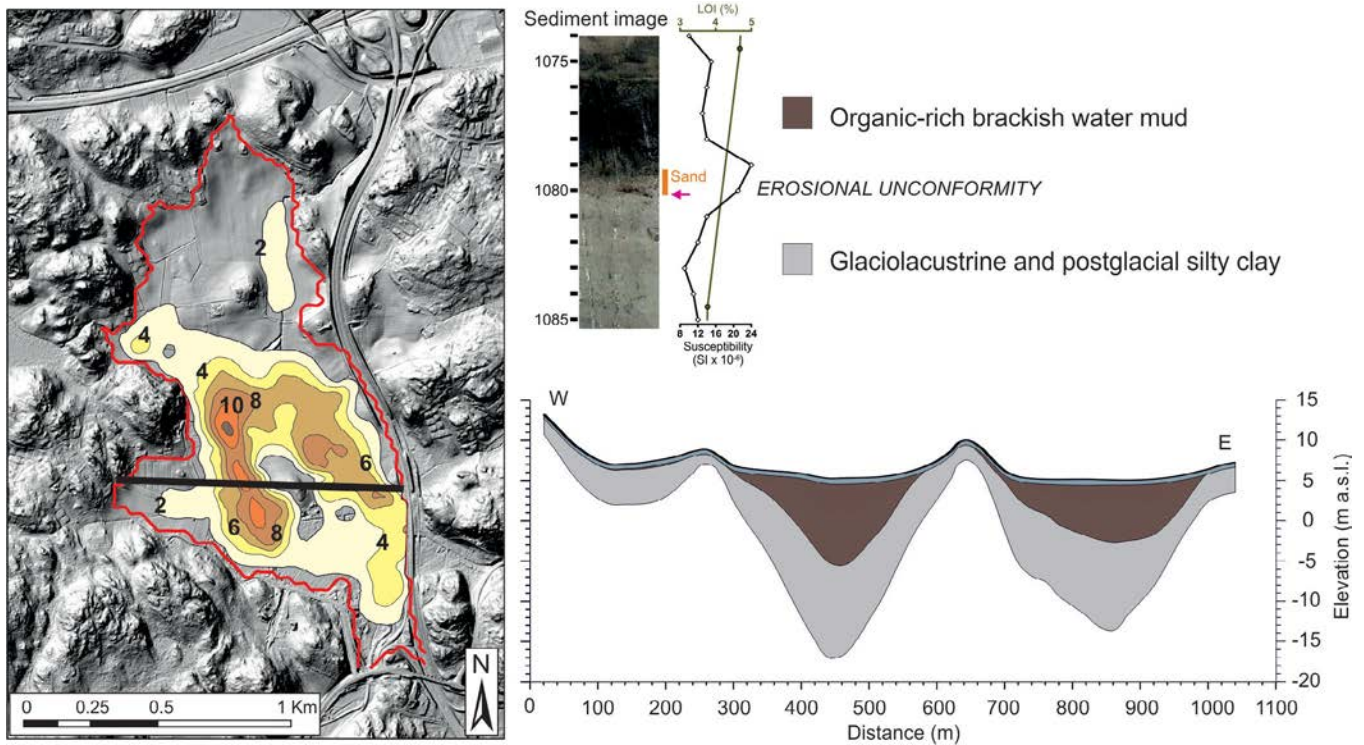 2
4
4
10
8
6
2
6
8
4
N
0 0.25 0.5 1 Km
Sediment image
LOI (%)
3 4 5
1075
1080
1085
Sand
8 12 16 20 24
Susceptibility
(SI x 10⁻⁶)
Organic-rich brackish water mud
EROSIONAL UNCONFORMITY
Glaciolacustrine and postglacial silty clay
W
E
15
10
5
0
-5
-10
-15
-20
Elevation (m a.s.l.)
0 100 200 300 400 500 600 700 800 900 1000 1100
Distance (m)